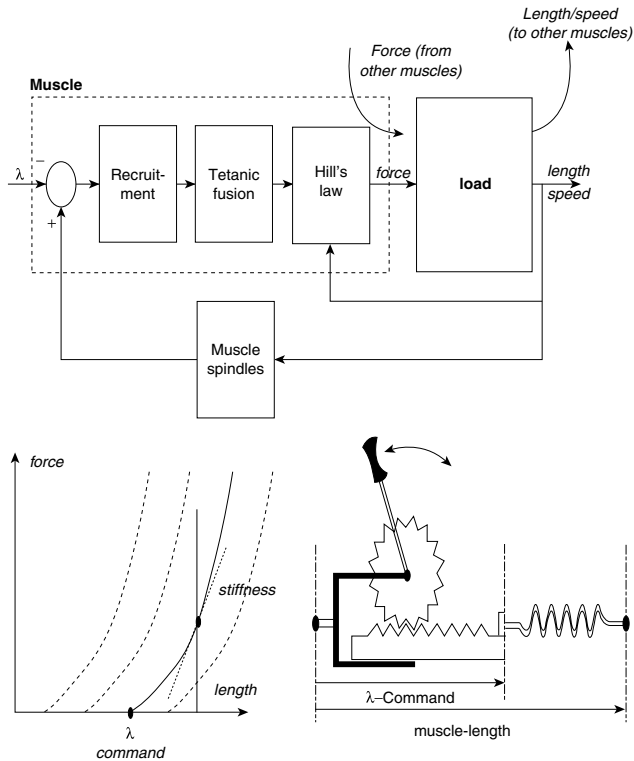 Length/speed
(to other muscles)
Force (from
other muscles)
Muscle
λ
−
+
Recruit-
ment
Tetanic
fusion
Hill's
law
force
load
length
speed
Muscle
spindles
force
stiffness
length
λ
command
λ–Command
muscle-length